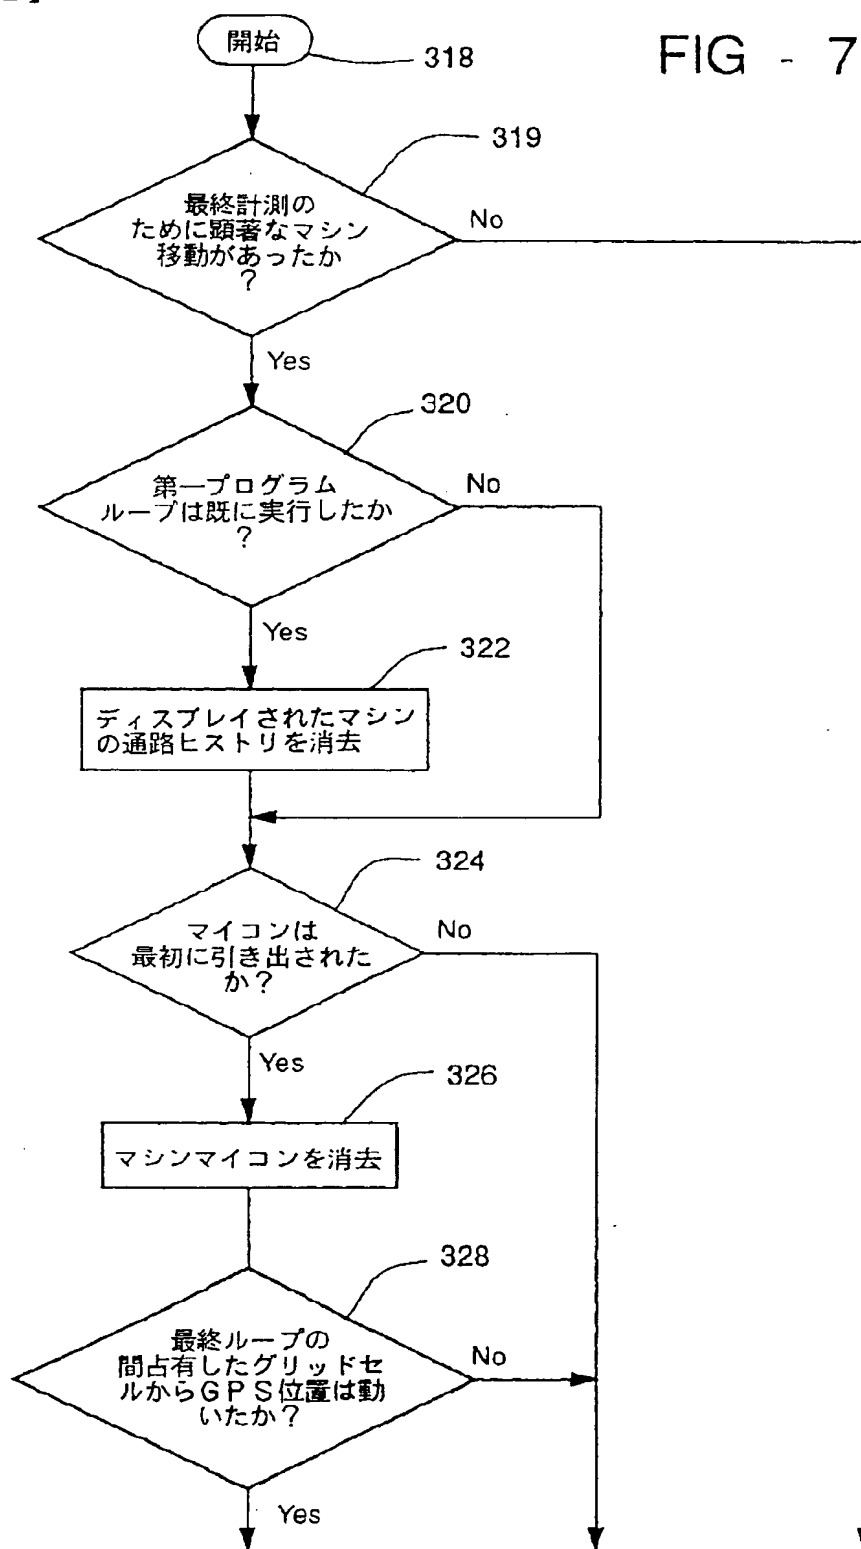 開始
318
FIG - 7
319
最終計測の
ために顕著なマシン
移動があったか
?
No
Yes
320
第一プログラム
ループは既に実行したか
?
No
Yes
322
ディスプレイされたマシン
の通路ヒストリを消去
324
マイコンは
最初に引き出された
か?
No
Yes
326
マシンマイコンを消去
328
最終ループの
間占有したグリッドセ
ルからGPS位置は動
いたか?
No
Yes